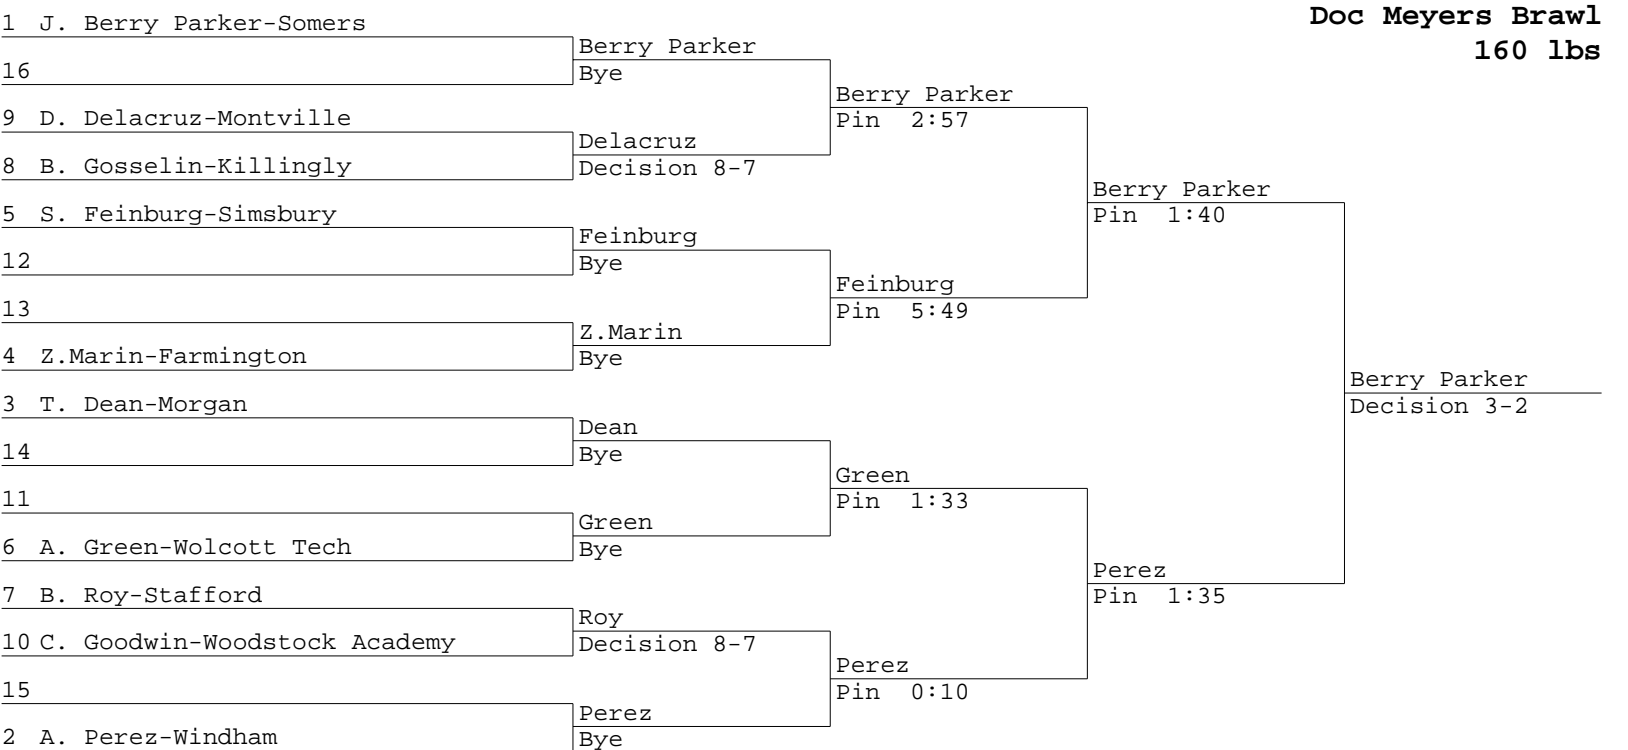 Doc Meyers Brawl
160 lbs
1 J. Berry Parker-Somers
16
9 D. Delacruz-Montville
8 B. Gosselin-Killingly
5 S. Feinburg-Simsbury
12
13
4 Z.Marin-Farmington
3 T. Dean-Morgan
14
11
6 A. Green-Wolcott Tech
7 B. Roy-Stafford
10 C. Goodwin-Woodstock Academy
15
2 A. Perez-Windham
Berry Parker
Bye
Delacruz
Decision 8-7
Feinburg
Bye
Z.Marin
Bye
Dean
Bye
Green
Bye
Roy
Decision 8-7
Perez
Bye
Berry Parker
Pin 2:57
Feinburg
Pin 5:49
Green
Pin 1:33
Perez
Pin 0:10
Berry Parker
Pin 1:40
Perez
Pin 1:35
Berry Parker
Decision 3-2